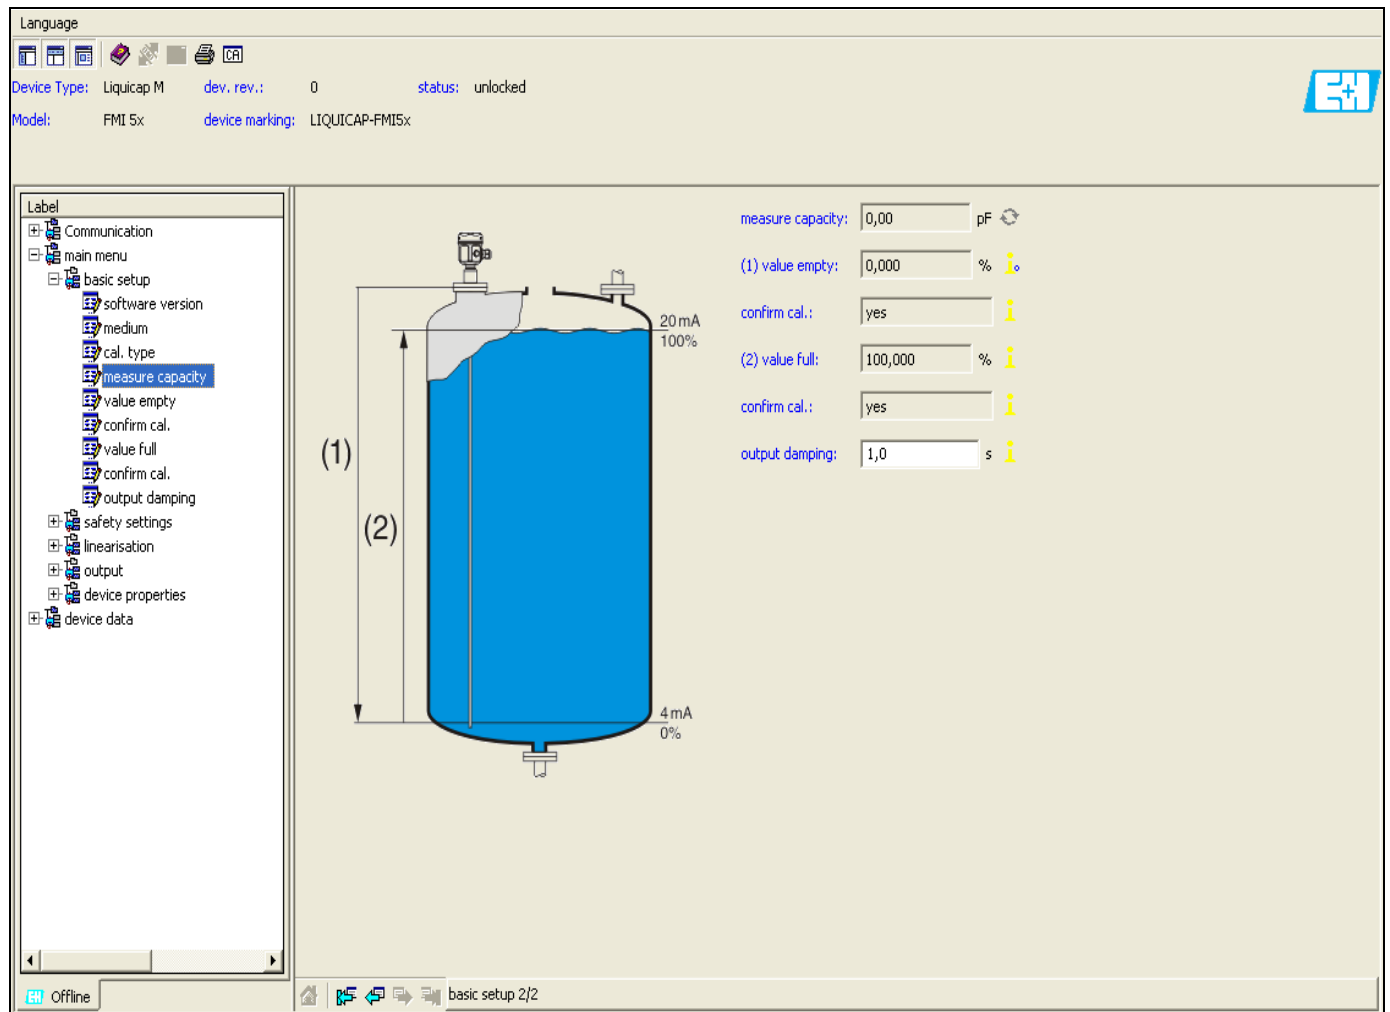 Language
CA
Device Type: Liquicap M dev. rev.: 0 status: unlocked
Model: FMI 5x device marking: LIQUICAP-FMI5x
E+H
Label
Communication
main menu
basic setup
software version
medium
cal. type
measure capacity
value empty
confirm cal.
value full
confirm cal.
output damping
safety settings
linearisation
output
device properties
device data
Offline
(1)
(2)
20 mA
100%
4 mA
0%
measure capacity: 0,00 pF
(1) value empty: 0,000 %
confirm cal.: yes
(2) value full: 100,000 %
confirm cal.: yes
output damping: 1,0 s
basic setup 2/2